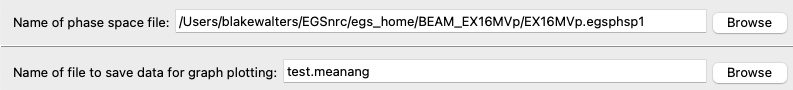 Name of phase space file: /Users/blakewalters/EGSnrc/egs_home/BEAM_EX16MVp/EX16MVp.egsphsp1 Browse
Name of file to save data for graph plotting: test.meanang Browse